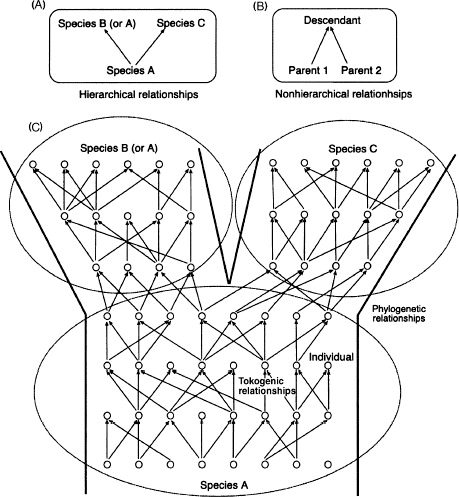 (A)
Species B (or A) Species C
Species A
Hierarchical relationships
(B)
Descendant
Parent 1 Parent 2
Nonhierarchical relationhsips
(C)
Species B (or A)
Species C
Phylogenetic
relationships
Individual
Tokogenic
relationships
Species A